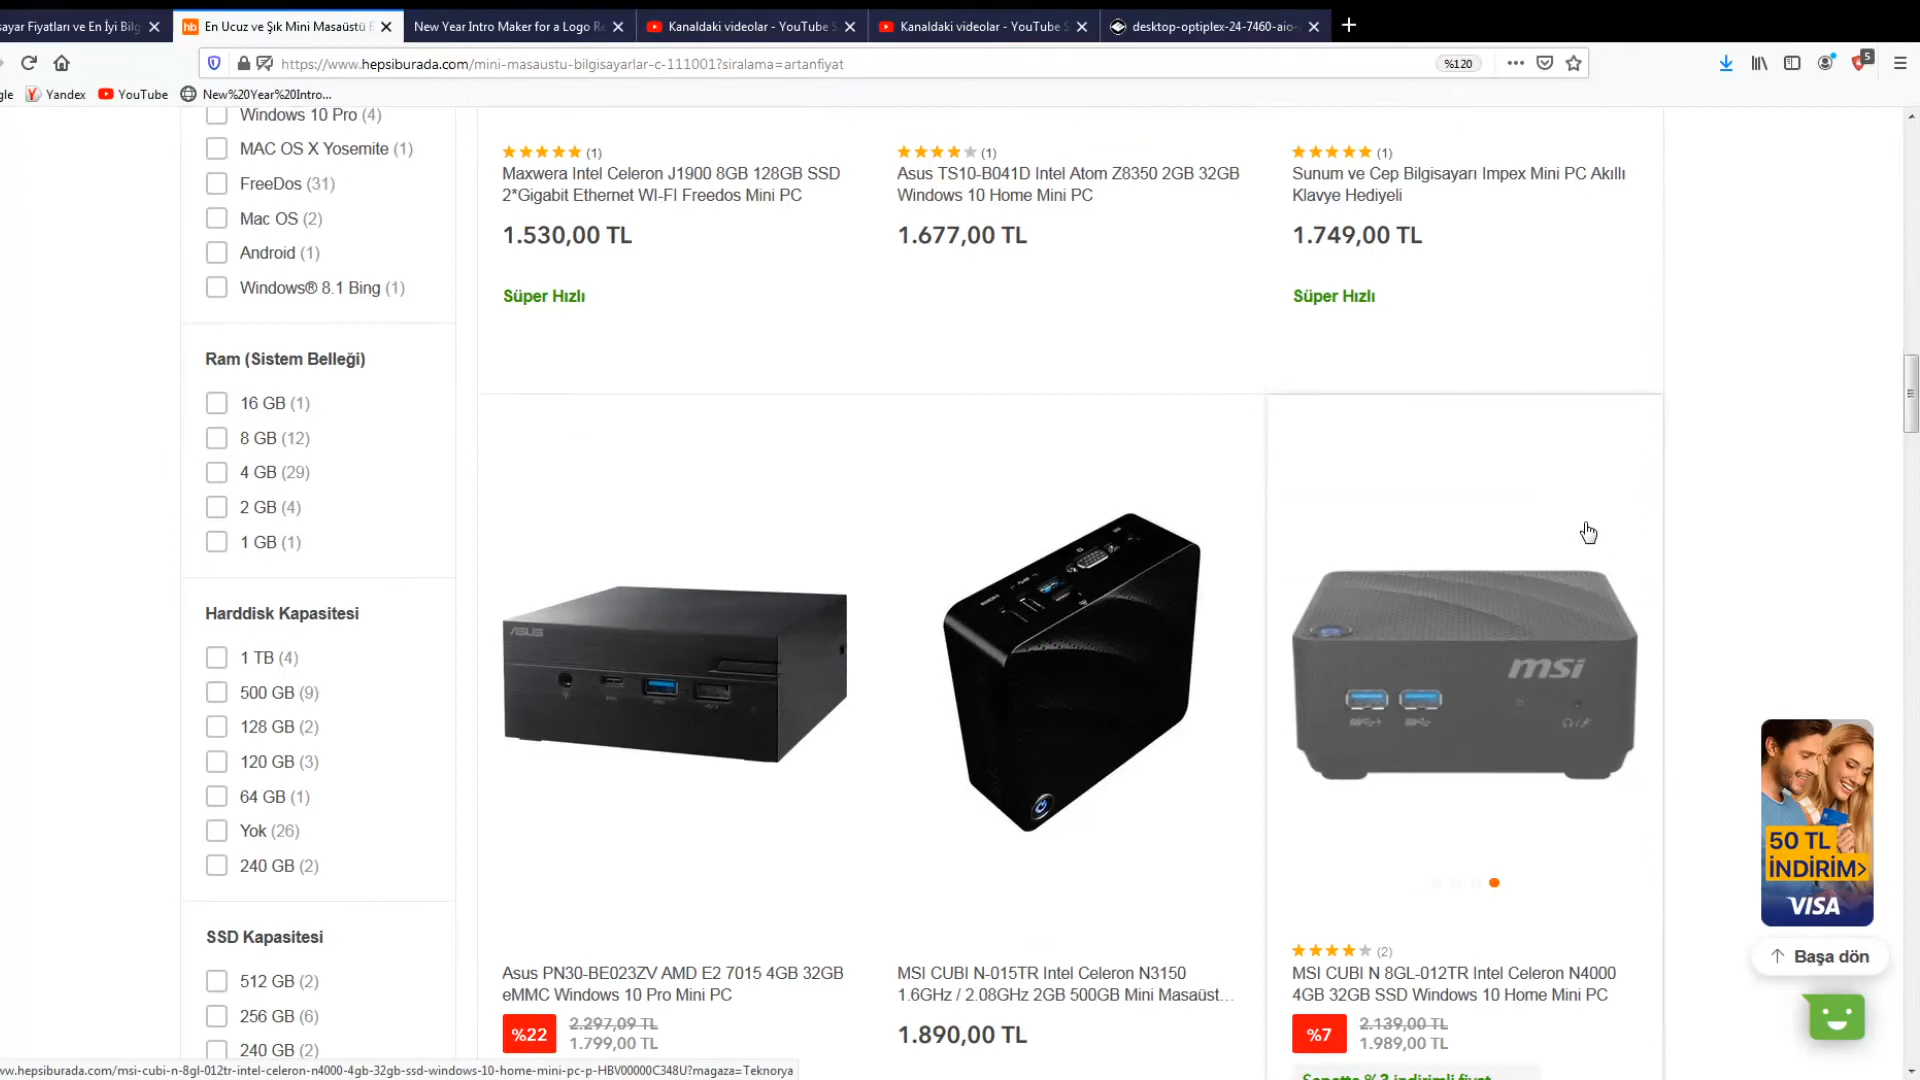 ayar Fiyatları ve En İyi Bilg
En Ucuz ve Şık Mini Masaüstü
New Year Intro Maker for a Logo R
Kanaldaki videolar - YouTube S
Kanaldaki videolar - YouTube S
desktop-optiplex-24-7460-aio-
https://www.hepsiburada.com/mini-masaustu-bilgisayarlar-c-111001?siralama=artanfiyat
%120
5
gle
Yandex
YouTube
New%20Year%20Intro...
Windows 10 Pro (4)
MAC OS X Yosemite (1)
FreeDos (31)
Mac OS (2)
Android (1)
Windows® 8.1 Bing (1)
Ram (Sistem Belleği)
16 GB (1)
8 GB (12)
4 GB (29)
2 GB (4)
1 GB (1)
Harddisk Kapasitesi
1 TB (4)
500 GB (9)
128 GB (2)
120 GB (3)
64 GB (1)
Yok (26)
240 GB (2)
SSD Kapasitesi
512 GB (2)
256 GB (6)
240 GB (2)
(1)
Maxwera Intel Celeron J1900 8GB 128GB SSD
2*Gigabit Ethernet WI-FI Freedos Mini PC
1.530,00 TL
Süper Hızlı
(1)
Asus TS10-B041D Intel Atom Z8350 2GB 32GB
Windows 10 Home Mini PC
1.677,00 TL
(1)
Sunum ve Cep Bilgisayarı Impex Mini PC Akıllı
Klavye Hediyeli
1.749,00 TL
Süper Hızlı
ASUS
msi
Asus PN30-BE023ZV AMD E2 7015 4GB 32GB
eMMC Windows 10 Pro Mini PC
%22
2.297,09 TL
1.799,00 TL
MSI CUBI N-015TR Intel Celeron N3150
1.6GHz / 2.08GHz 2GB 500GB Mini Masaüst...
1.890,00 TL
(2)
MSI CUBI N 8GL-012TR Intel Celeron N4000
4GB 32GB SSD Windows 10 Home Mini PC
%7
2.139,00 TL
1.989,00 TL
Sepette %3 indirimli fiyat
50 TL
İNDİRİM>
VISA
Başa dön
ww.hepsiburada.com/msi-cubi-n-8gl-012tr-intel-celeron-n4000-4gb-32gb-ssd-windows-10-home-mini-pc-p-HBV00000C348U?magaza=Teknorya